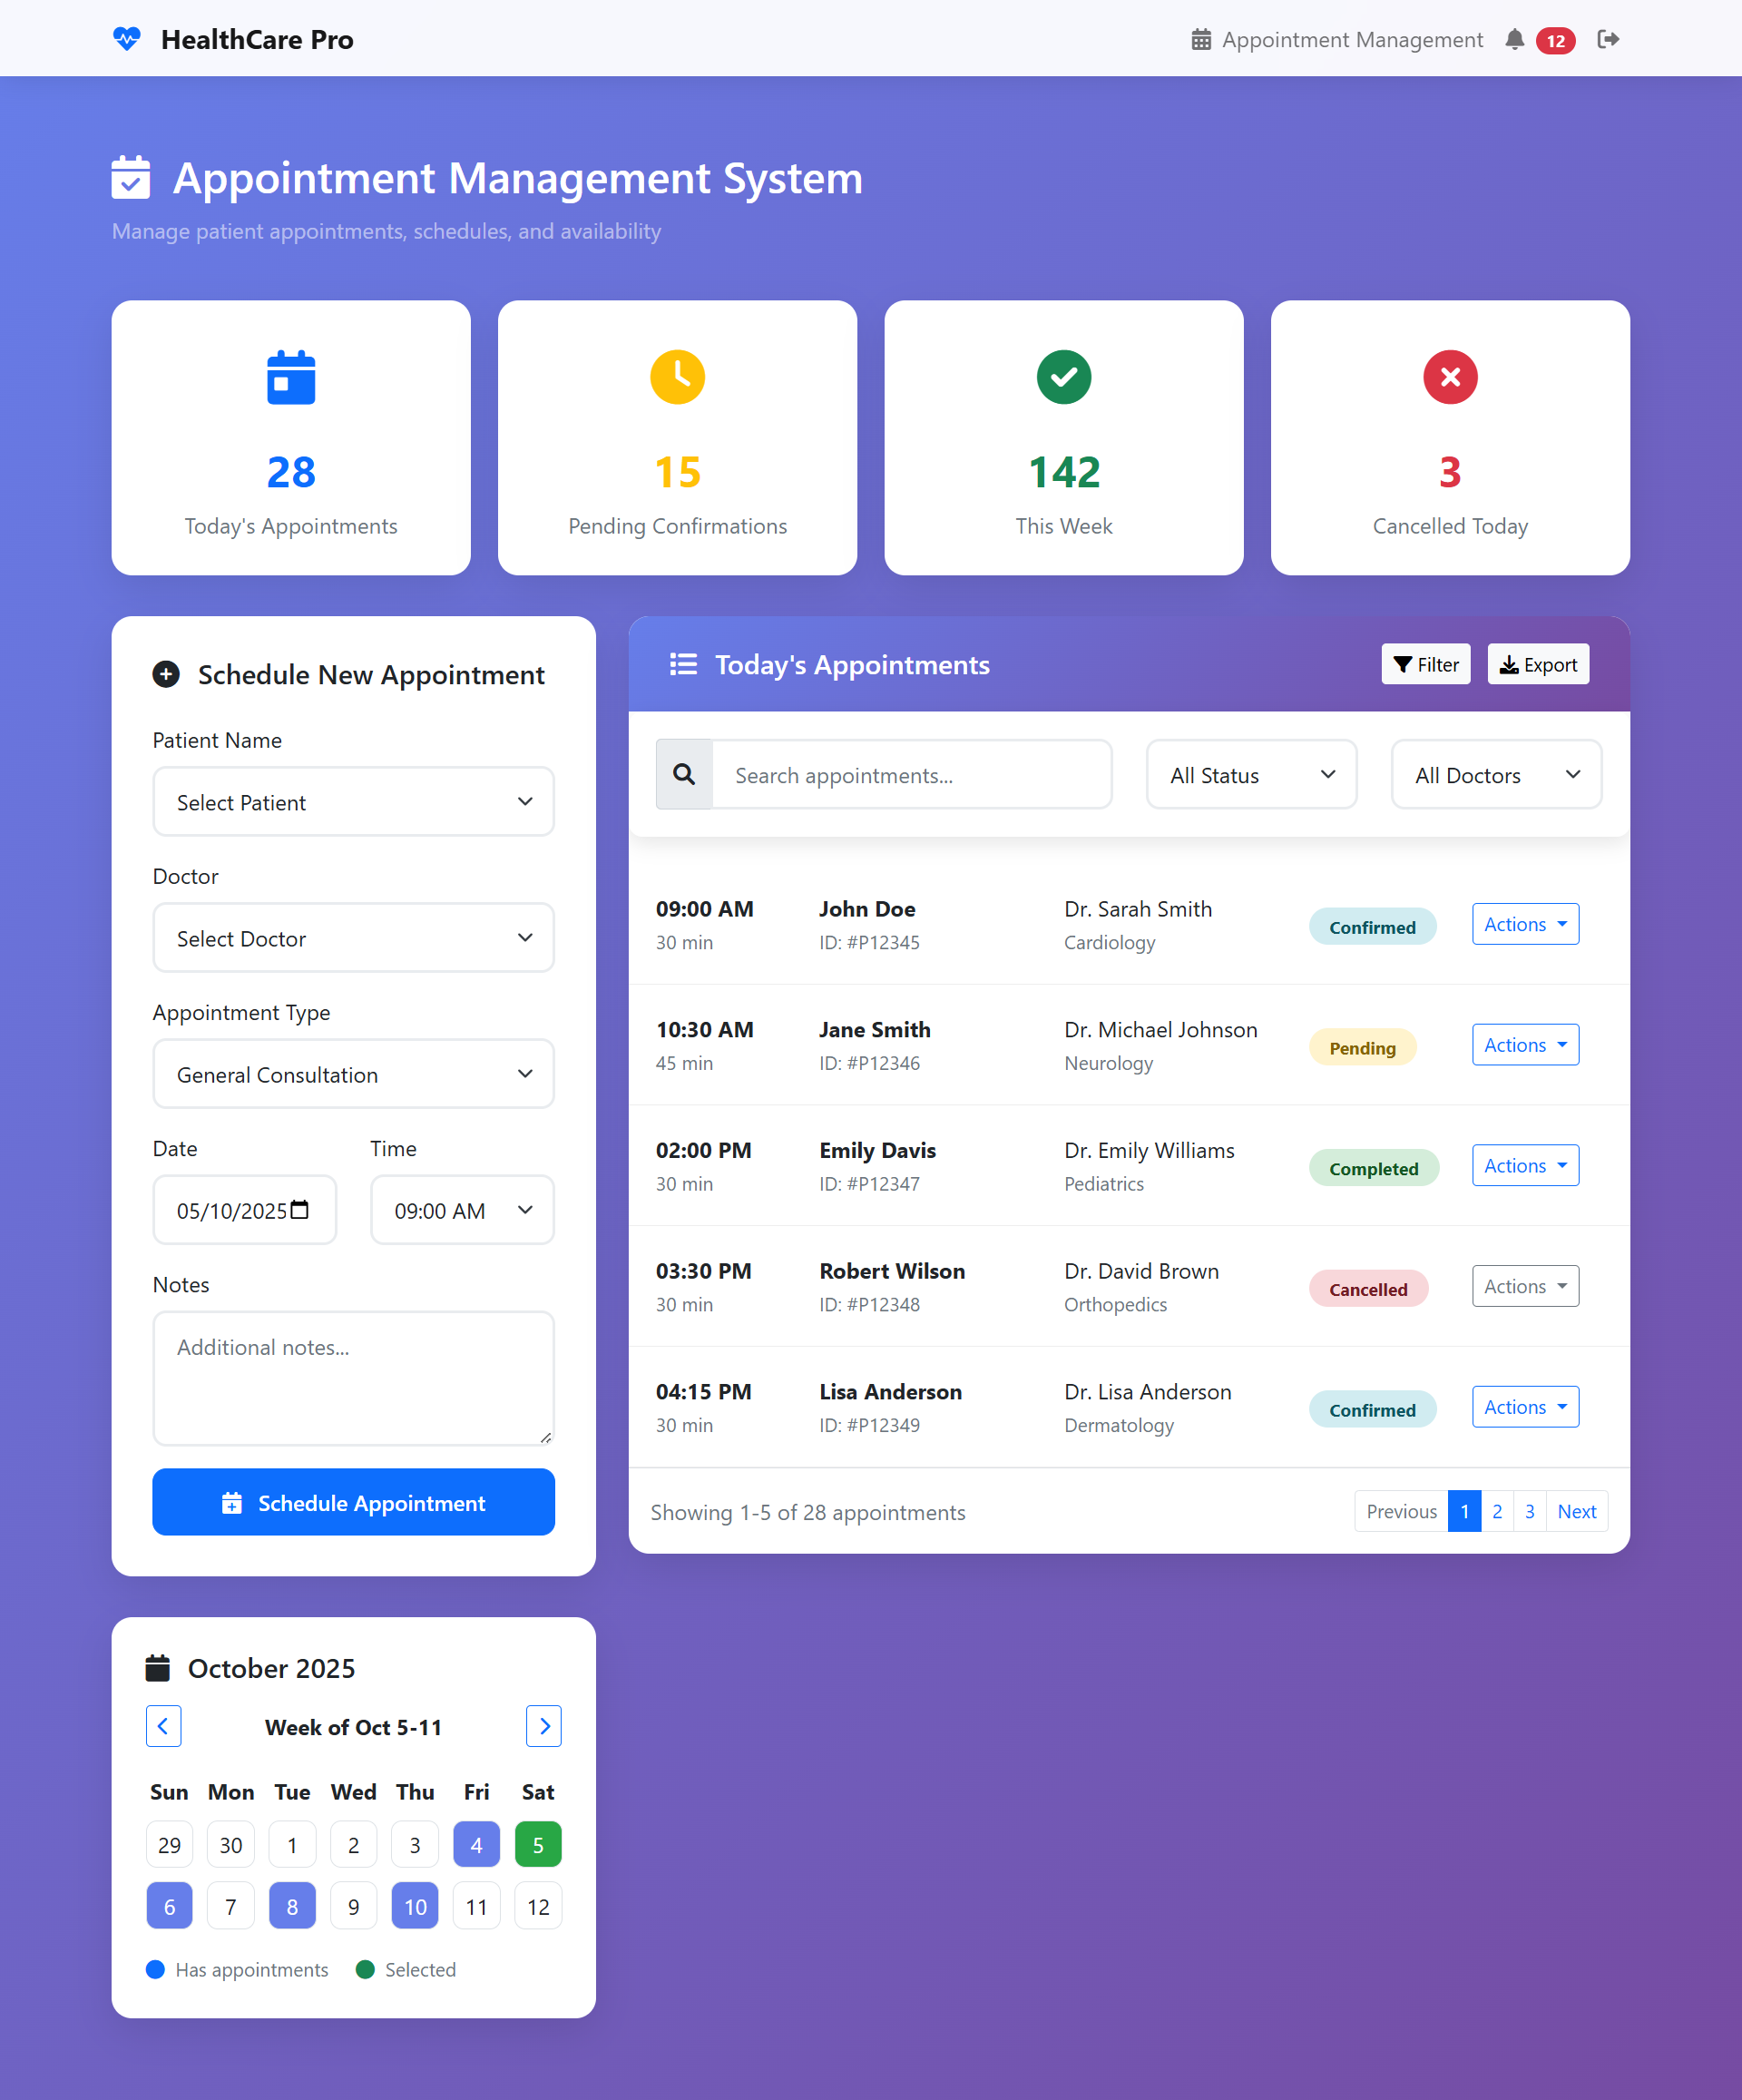 HealthCare Pro
Appointment Management
12
Appointment Management System
Manage patient appointments, schedules, and availability
28
Today's Appointments
15
Pending Confirmations
142
This Week
3
Cancelled Today
Schedule New Appointment
Patient Name
Select Patient
Doctor
Select Doctor
Appointment Type
General Consultation
Date Time
05/10/2025 09:00 AM
Notes
Additional notes...
Schedule Appointment
Today's Appointments
Filter
Export
Search appointments...
All Status
All Doctors
09:00 AM John Doe Dr. Sarah Smith Confirmed Actions
30 min ID: #P12345 Cardiology
10:30 AM Jane Smith Dr. Michael Johnson Pending Actions
45 min ID: #P12346 Neurology
02:00 PM Emily Davis Dr. Emily Williams Completed Actions
30 min ID: #P12347 Pediatrics
03:30 PM Robert Wilson Dr. David Brown Cancelled Actions
30 min ID: #P12348 Orthopedics
04:15 PM Lisa Anderson Dr. Lisa Anderson Confirmed Actions
30 min ID: #P12349 Dermatology
Showing 1-5 of 28 appointments
Previous 1 2 3 Next
October 2025
Week of Oct 5-11
Sun Mon Tue Wed Thu Fri Sat
29 30 1 2 3 4 5
6 7 8 9 10 11 12
Has appointments Selected